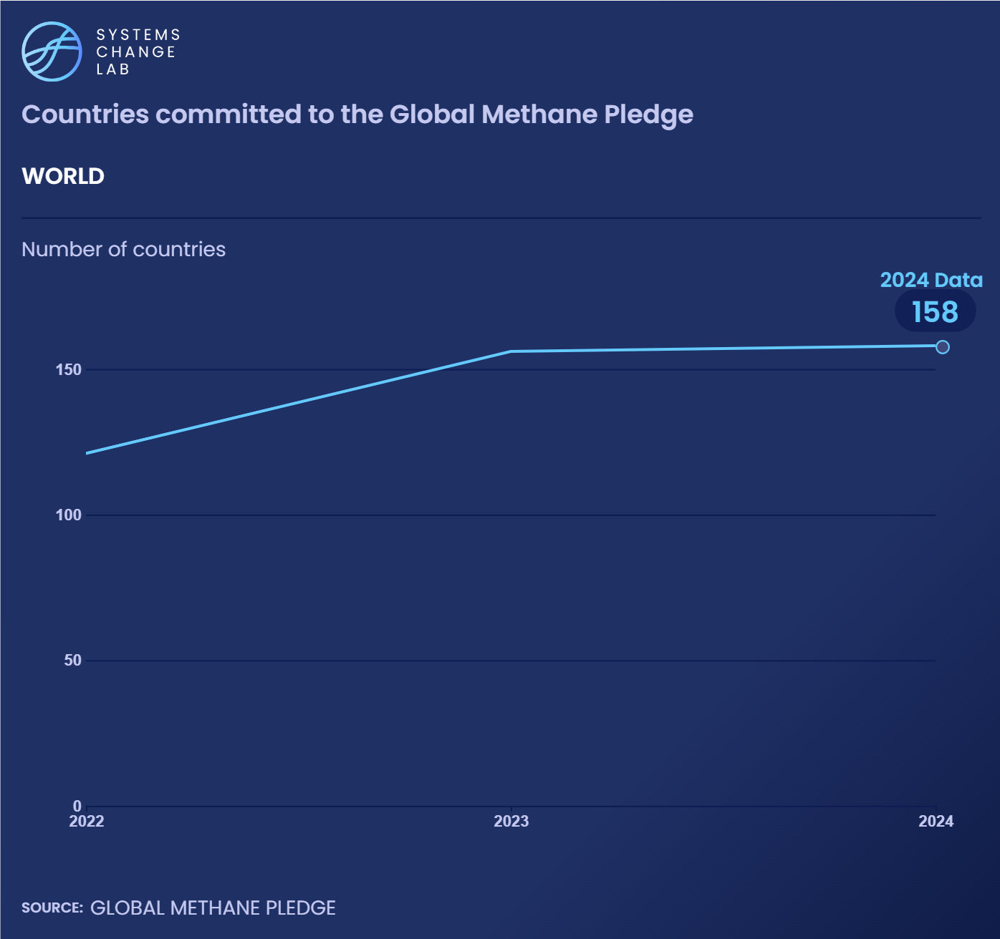 SYSTEMS
CHANGE
LAB
Countries committed to the Global Methane Pledge
WORLD
Number of countries
2024 Data
158
150
100
50
0
2022 2023 2024
SOURCE: GLOBAL METHANE PLEDGE